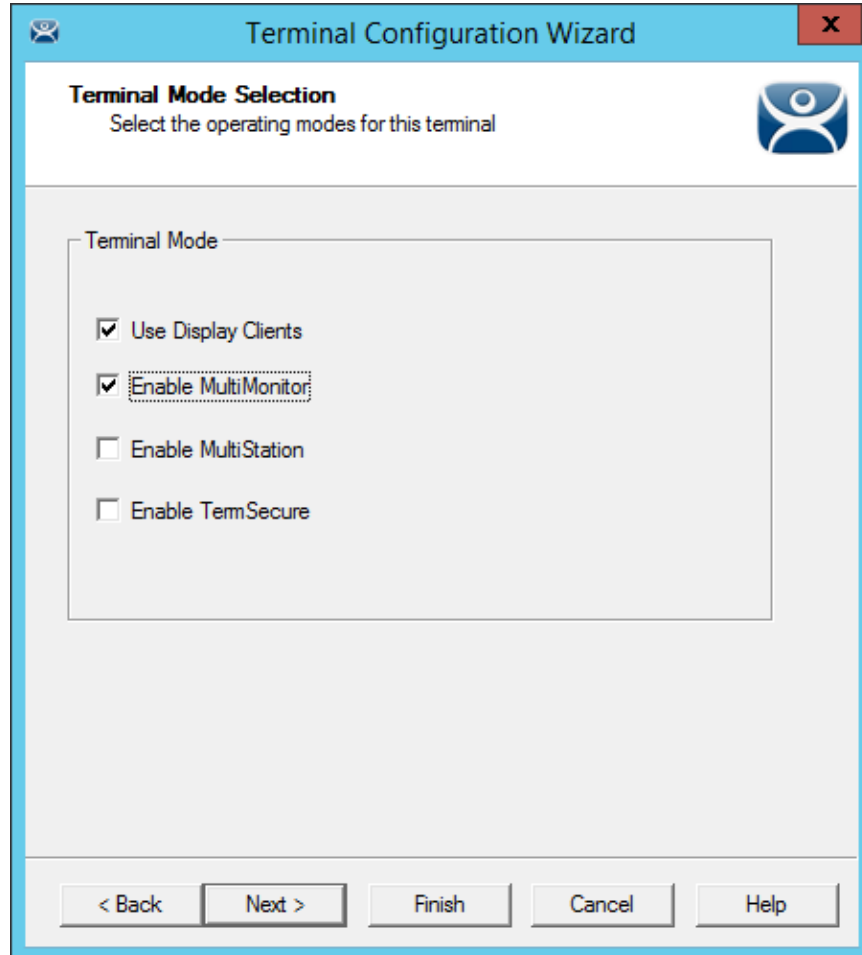 Terminal Configuration Wizard
x
Terminal Mode Selection
Select the operating modes for this terminal
Terminal Mode
Use Display Clients
Enable MultiMonitor
Enable MultiStation
Enable TermSecure
< Back Next > Finish Cancel Help